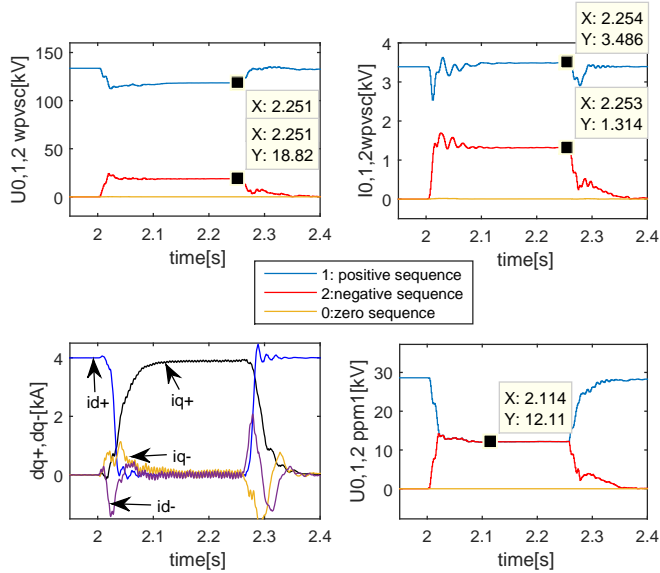 U0,1,2 wpvsc[kV]
150
100
50
0
X: 2.251
X: 2.251
Y: 18.82
2
2.1
2.2
2.3
2.4
time[s]
I0,1,2wpvsc[kV]
4
3
2
1
0
X: 2.254
Y: 3.486
X: 2.253
Y: 1.314
2
2.1
2.2
2.3
2.4
time[s]
1: positive sequence
2:negative sequence
0:zero sequence
dq+,dq-[kA]
4
2
0
id+
iq+
iq-
id-
2
2.1
2.2
2.3
2.4
time[s]
U0,1,2 ppm1[kV]
30
20
10
0
X: 2.114
Y: 12.11
2
2.1
2.2
2.3
2.4
time[s]